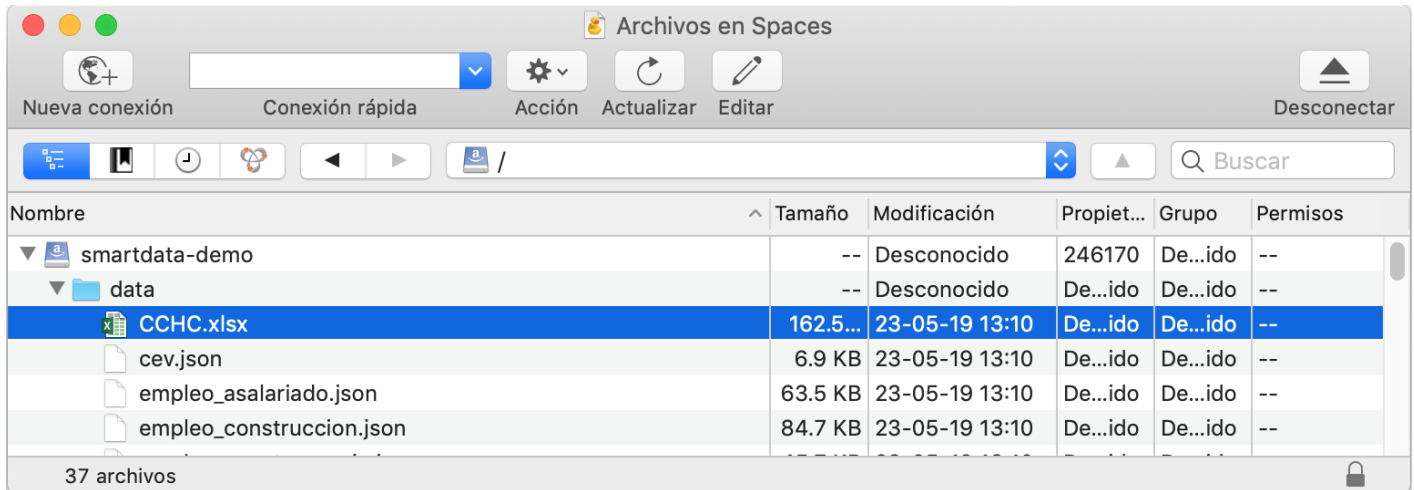 Archivos en Spaces
Nueva conexión Conexión rápida Acción Actualizar Editar Desconectar
/ Buscar
Nombre Tamaño Modificación Propiet... Grupo Permisos
smartdata-demo -- Desconocido 246170 De...ido --
data -- Desconocido De...ido De...ido --
CCHC.xlsx 162.5... 23-05-19 13:10 De...ido De...ido --
cev.json 6.9 KB 23-05-19 13:10 De...ido De...ido --
empleo_asalariado.json 63.5 KB 23-05-19 13:10 De...ido De...ido --
empleo_construccion.json 84.7 KB 23-05-19 13:10 De...ido De...ido --
37 archivos